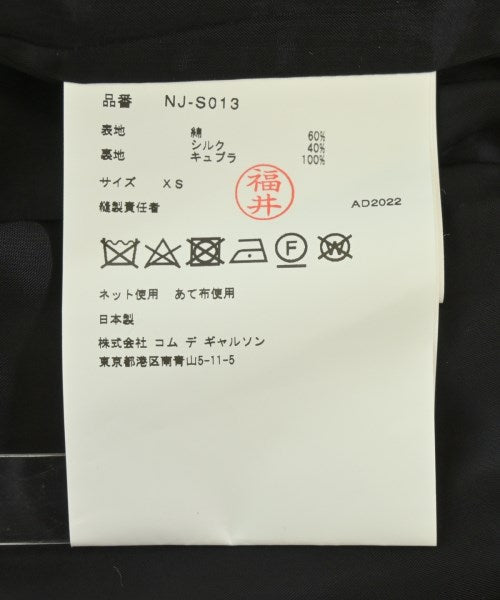 品番 NJ-S013
表地 綿 60%
シルク 40%
裏地 キュプラ 100%
サイズ XS
福井
縫製責任者
AD2022
F
W
ネット使用 あて布使用
日本製
株式会社 コム デ ギャルソン
東京都港区南青山5-11-5